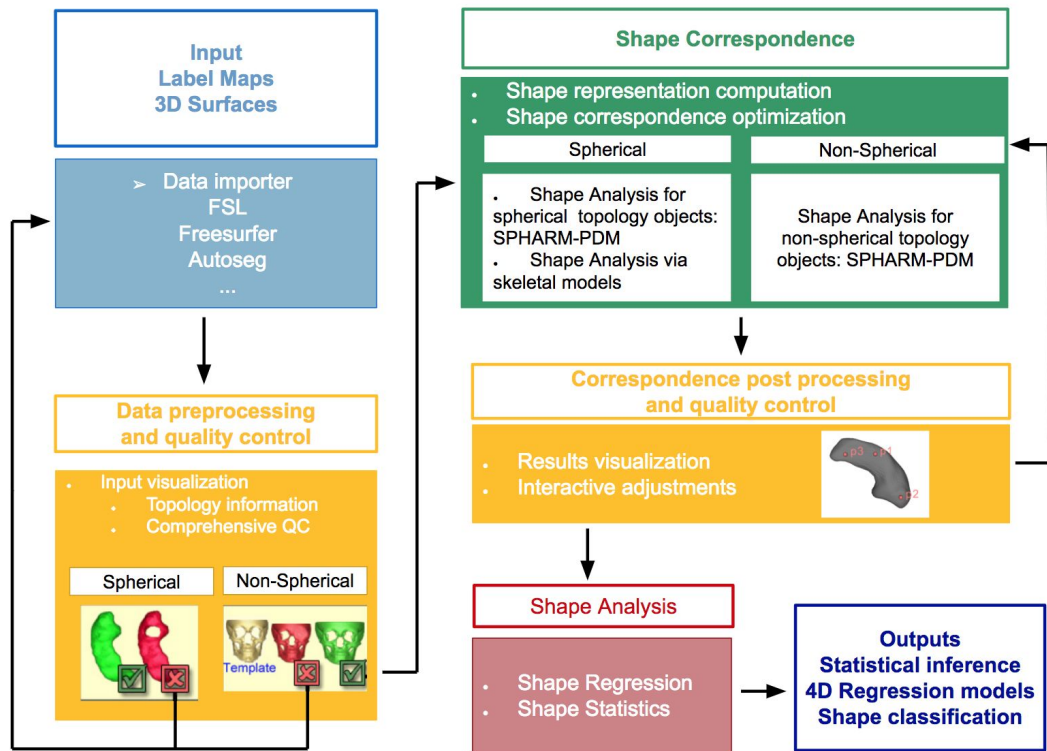 Input
Label Maps
3D Surfaces
➢ Data importer
FSL
Freesurfer
Autoseg
...
Data preprocessing
and quality control
• Input visualization
• Topology information
• Comprehensive QC
Spherical
Non-Spherical
Template
Shape Correspondence
• Shape representation computation
• Shape correspondence optimization
Spherical
Non-Spherical
• Shape Analysis for
spherical topology objects:
SPHARM-PDM
• Shape Analysis via
skeletal models
Shape Analysis for
non-spherical topology
objects: SPHARM-PDM
Correspondence post processing
and quality control
• Results visualization
• Interactive adjustments
p3
p1
p2
Shape Analysis
• Shape Regression
• Shape Statistics
Outputs
Statistical inference
4D Regression models
Shape classification